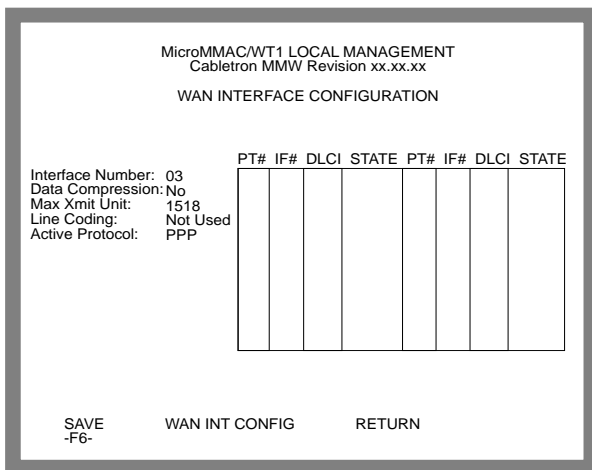 MicroMMAC/WT1 LOCAL MANAGEMENT
Cabletron MMW Revision xx.xx.xx
WAN INTERFACE CONFIGURATION
PT# IF# DLCI STATE PT# IF# DLCI STATE
Interface Number: 03
Data Compression: No
Max Xmit Unit: 1518
Line Coding: Not Used
Active Protocol: PPP
SAVE WAN INT CONFIG RETURN
-F6-